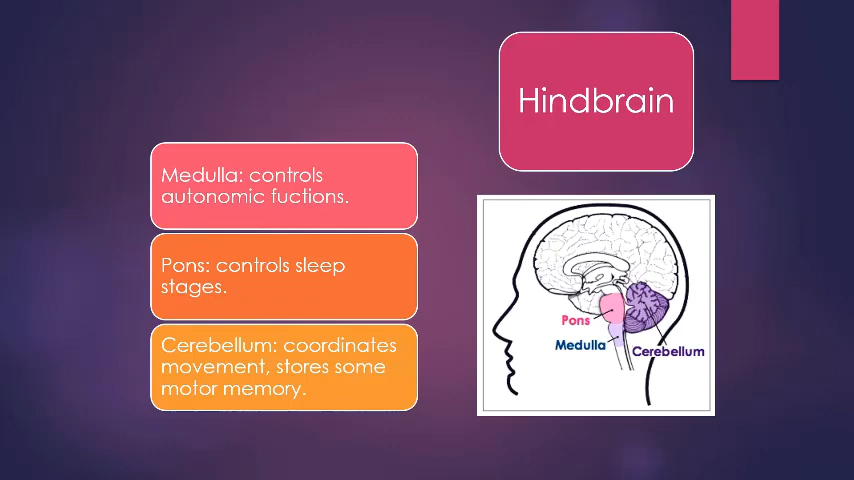 Hindbrain
Medulla: controls
autonomic fuctions.
Pons: controls sleep
stages.
Cerebellum: coordinates
movement, stores some
motor memory.
Pons
Medulla
Cerebellum